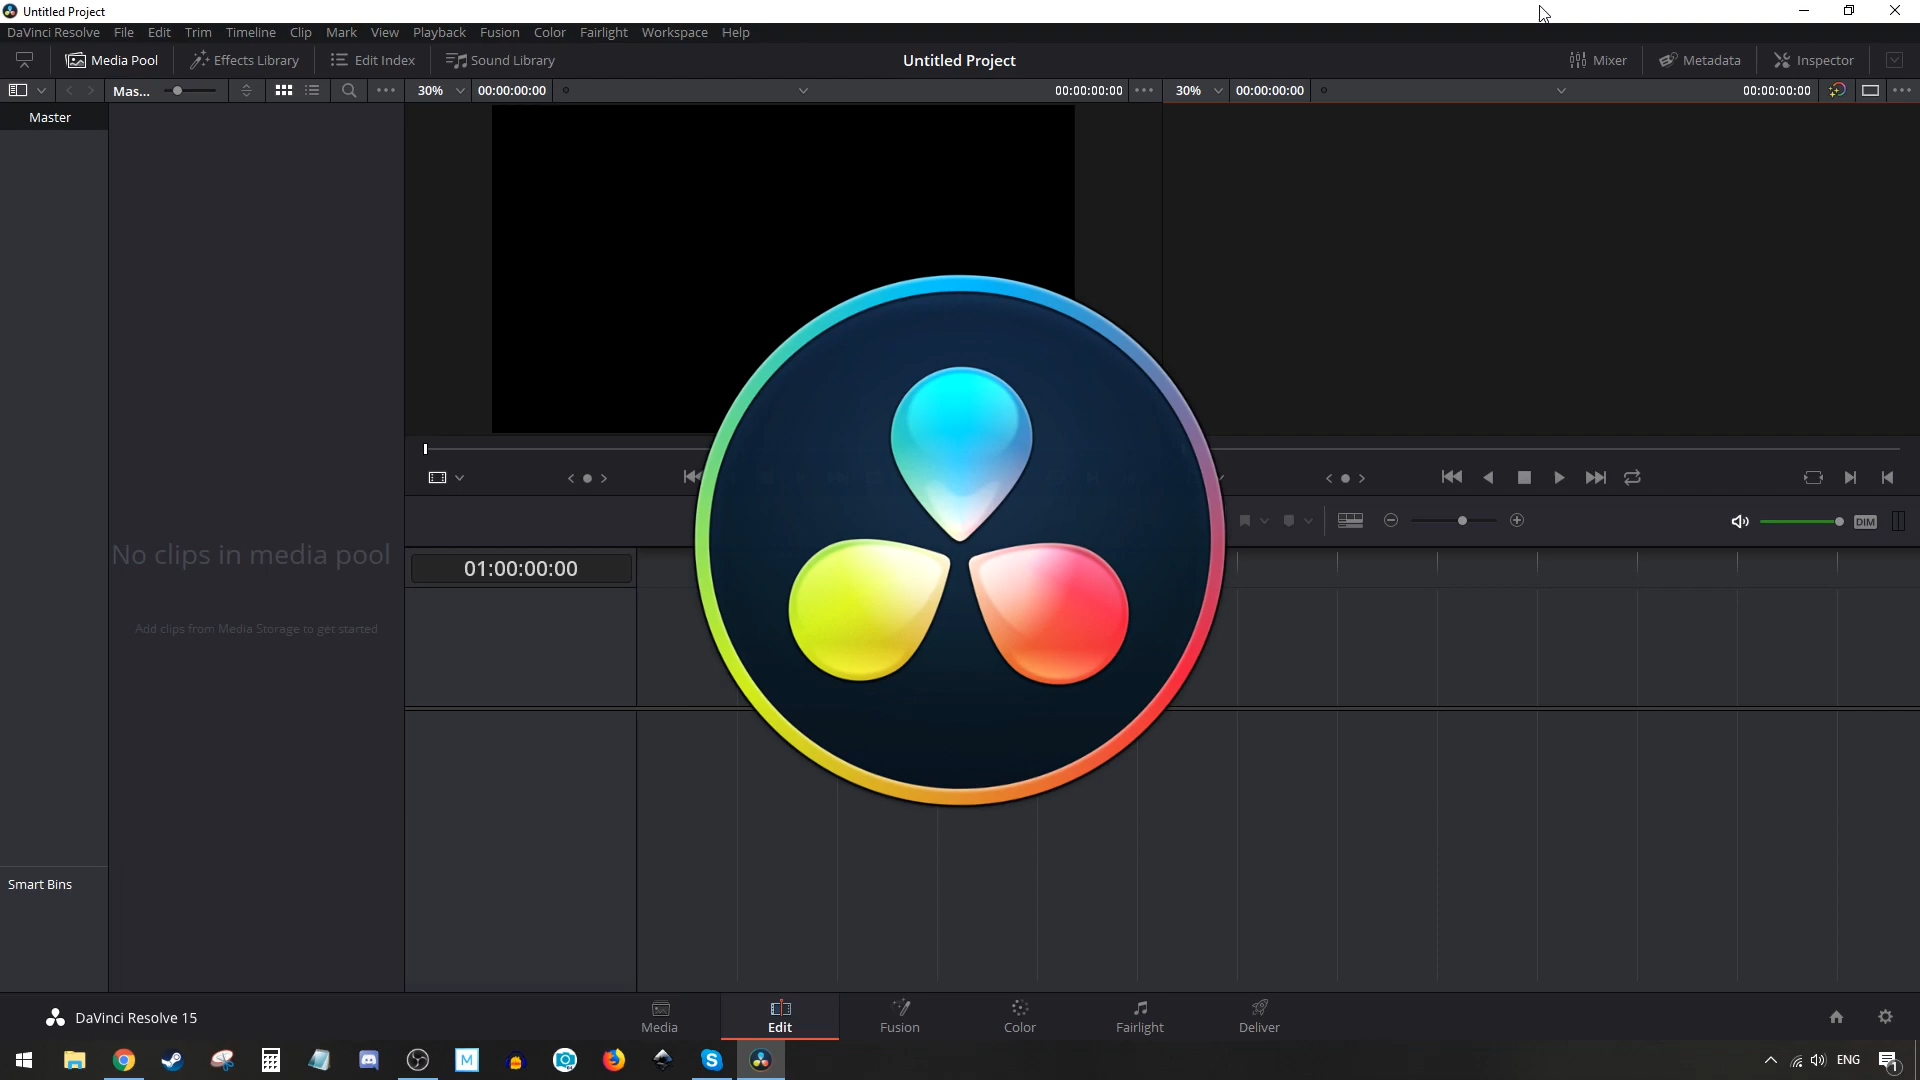 Untitled Project
DaVinci Resolve File Edit Trim Timeline Clip Mark View Playback Fusion Color Fairlight Workspace Help
Media Pool Effects Library Edit Index Sound Library Untitled Project Mixer Metadata Inspector
Mas... 30% 00:00:00:00 00:00:00:00 30% 00:00:00:00 00:00:00:00
Master
DIM
No clips in media pool
01:00:00:00
Add clips from Media Storage to get started
Smart Bins
DaVinci Resolve 15
Media Edit Fusion Color Fairlight Deliver
M
S
ENG
1